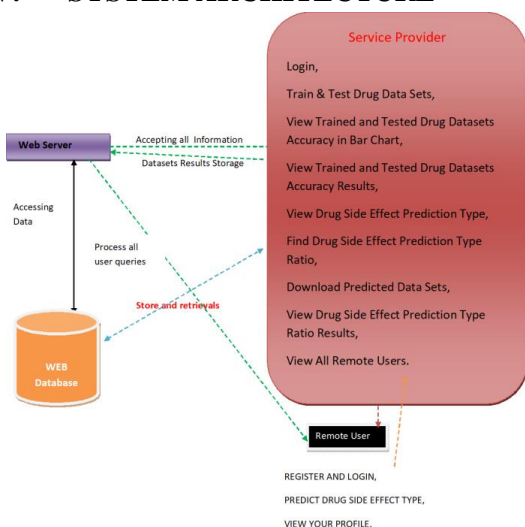 SYSTEM ARCHITECTURE
Service Provider
Login,
Train & Test Drug Data Sets,
View Trained and Tested Drug Datasets
Accuracy in Bar Chart,
View Trained and Tested Drug Datasets
Accuracy Results,
View Drug Side Effect Prediction Type,
Find Drug Side Effect Prediction Type
Ratio,
Download Predicted Data Sets,
View Drug Side Effect Prediction Type
Ratio Results,
View All Remote Users.
Web Server
Accepting all Information
Datasets Results Storage
Accessing
Data
Process all
user queries
Store and retrievals
WEB
Database
Remote User
REGISTER AND LOGIN,
PREDICT DRUG SIDE EFFECT TYPE,
VIEW YOUR PROFILE.